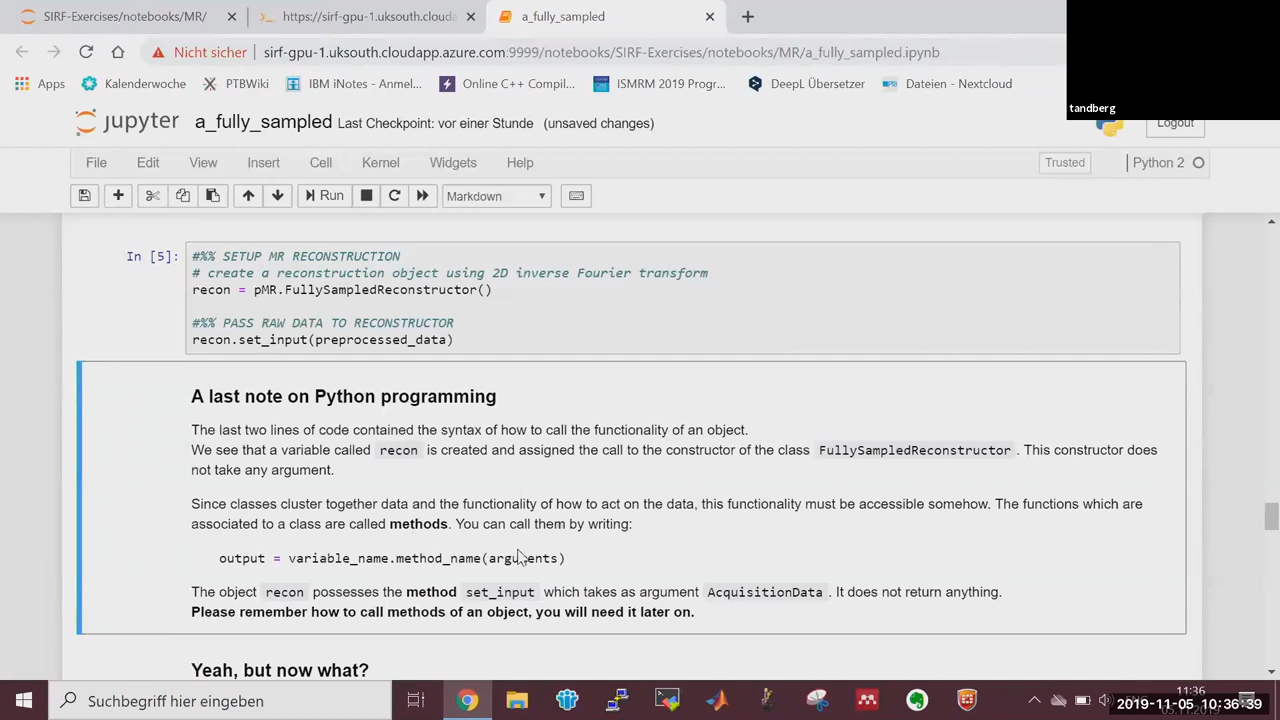 SIRF-Exercises/notebooks/MR/
https://sirf-gpu-1.uksouth.clouda
a_fully_sampled
Nicht sicher
sirf-gpu-1.uksouth.cloudapp.azure.com:9999/notebooks/SIRF-Exercises/notebooks/MR/a_fully_sampled.ipynb
Apps
Kalenderwoche
PTBWiki
IBM iNotes - Anmel...
Online C++ Compil...
ISMRM 2019 Progr...
DeepL Übersetzer
Dateien - Nextcloud
tandberg
jupyter a_fully_sampled Last Checkpoint: vor einer Stunde (unsaved changes)
Logout
File Edit View Insert Cell Kernel Widgets Help
Trusted
Python 2
Run
Markdown
In [5]:
#%% SETUP MR RECONSTRUCTION
# create a reconstruction object using 2D inverse Fourier transform
recon = pMR.FullySampledReconstructor()
#%% PASS RAW DATA TO RECONSTRUCTOR
recon.set_input(preprocessed_data)
A last note on Python programming
The last two lines of code contained the syntax of how to call the functionality of an object.
We see that a variable called recon is created and assigned the call to the constructor of the class FullySampledReconstructor. This constructor does
not take any argument.
Since classes cluster together data and the functionality of how to act on the data, this functionality must be accessible somehow. The functions which are
associated to a class are called methods. You can call them by writing:
output = variable_name.method_name(arguments)
The object recon possesses the method set_input which takes as argument AcquisitionData. It does not return anything.
Please remember how to call methods of an object, you will need it later on.
Yeah, but now what?
Suchbegriff hier eingeben
11:36
2019-11-05 10:36:39